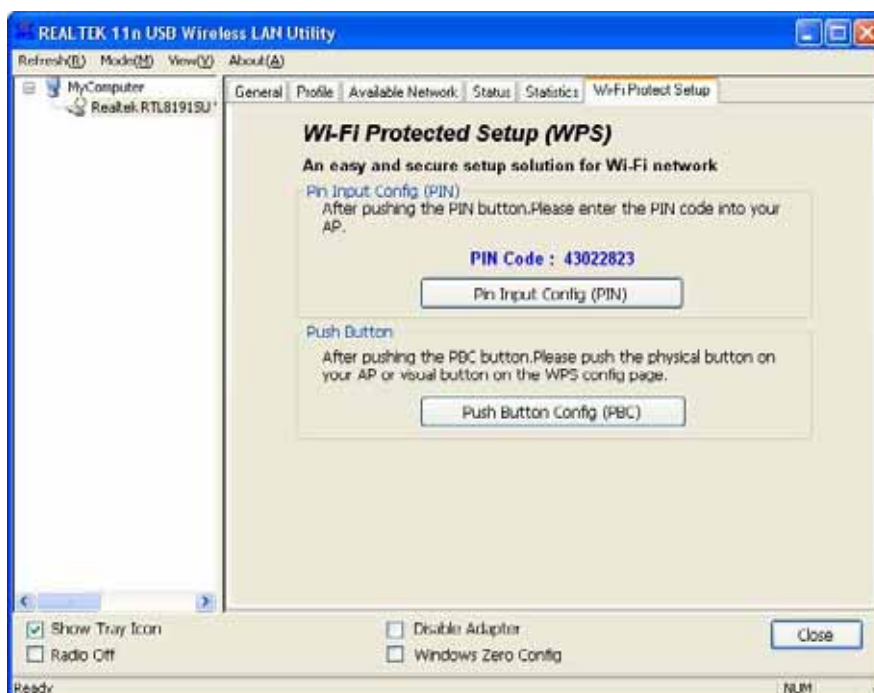 REALTEK 11n USB Wireless LAN Utility
Refresh(R) Mode(M) View(V) About(A)
MyComputer
Realtek RTL8191SU
General Profile Available Network Status Statistics Wi-Fi Protect Setup
Wi-Fi Protected Setup (WPS)
An easy and secure setup solution for Wi-Fi network
Pin Input Config (PIN)
After pushing the PIN button.Please enter the PIN code into your
AP.
PIN Code : 43022823
Pin Input Config (PIN)
Push Button
After pushing the PBC button.Please push the physical button on
your AP or visual button on the WPS config page.
Push Button Config (PBC)
Show Tray Icon
Radio Off
Disable Adapter
Windows Zero Config
Close
Ready
NUM